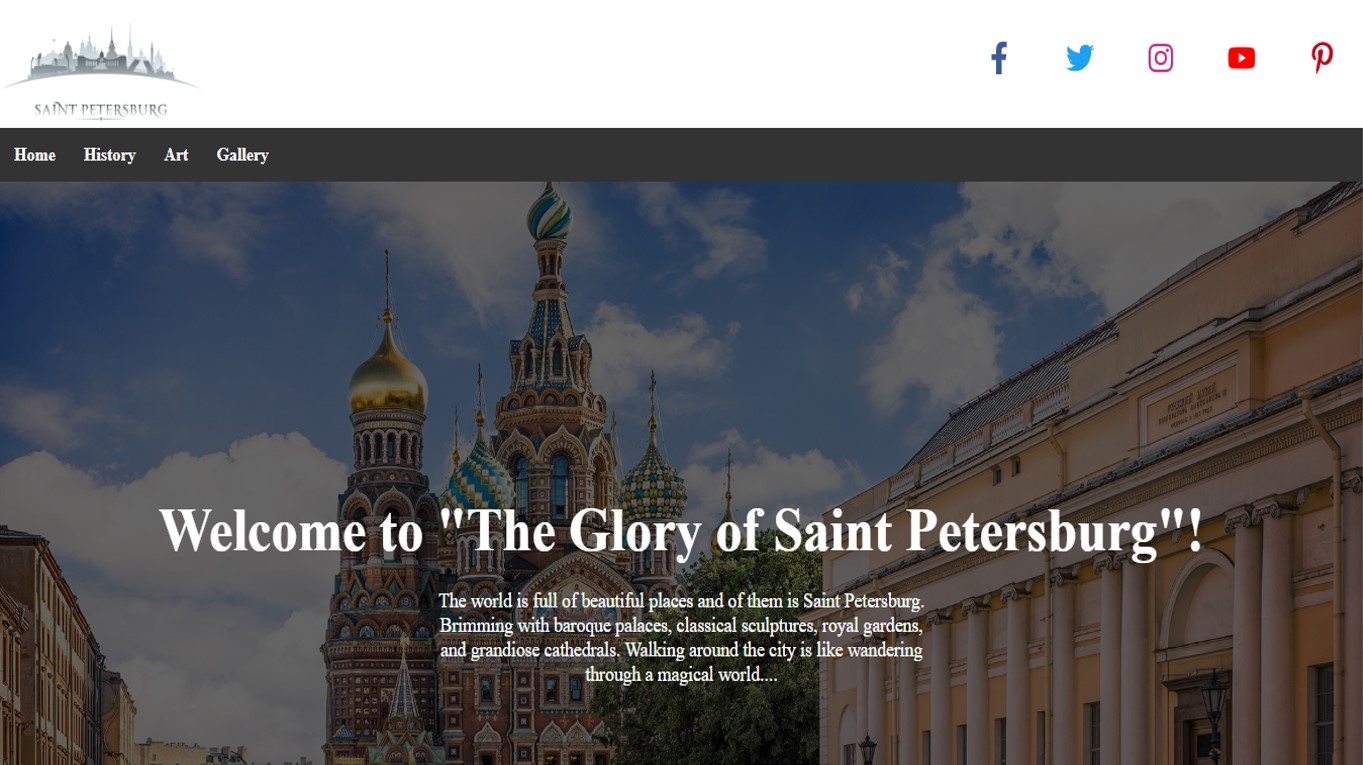 SAINT PETERSBURG
Home History Art Gallery
Welcome to "The Glory of Saint Petersburg"!
The world is full of beautiful places and of them is Saint Petersburg.
Brimming with baroque palaces, classical sculptures, royal gardens,
and grandiose cathedrals. Walking around the city is like wandering
through a magical world....